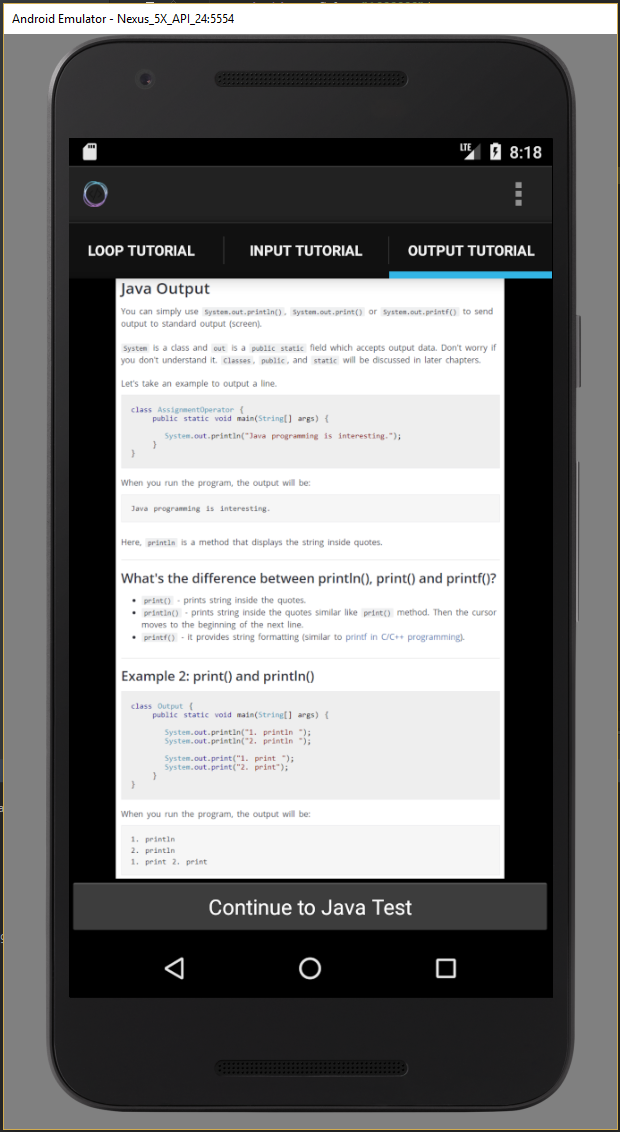 Android Emulator - Nexus_5X_API_24:5554
LTE 8:18
LOOP TUTORIAL INPUT TUTORIAL OUTPUT TUTORIAL
Java Output
You can simply use System.out.println(), System.out.print() or System.out.printf() to send
output to standard output (screen).
System is a class and out is a public static field which accepts output data. Don't worry if
you don't understand it. Classes, public, and static will be discussed in later chapters.
Let's take an example to output a line.
class AssignmentOperator {
public static void main(String[] args) {
System.out.println("Java programming is interesting.");
}
}
When you run the program, the output will be:
Java programming is interesting.
Here, println is a method that displays the string inside quotes.
What's the difference between println(), print() and printf()?
• print() - prints string inside the quotes.
• println() - prints string inside the quotes similar like print() method. Then the cursor
moves to the beginning of the next line.
• printf() - it provides string formatting (similar to printf in C/C++ programming).
Example 2: print() and println()
class Output {
public static void main(String[] args) {
System.out.println("1. println ");
System.out.println("2. println ");
System.out.print("1. print ");
System.out.print("2. print");
}
}
When you run the program, the output will be:
1. println
2. println
1. print 2. print
Continue to Java Test